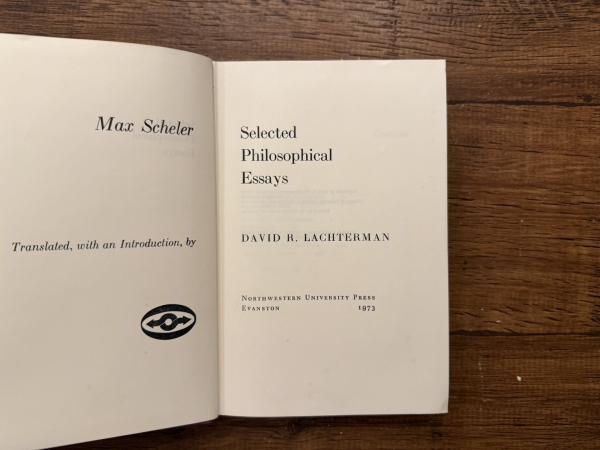 Max Scheler
Translated, with an Introduction, by
Selected
Philosophical
Essays
DAVID R. LACHTERMAN
NORTHWESTERN UNIVERSITY PRESS
EVANSTON 1973